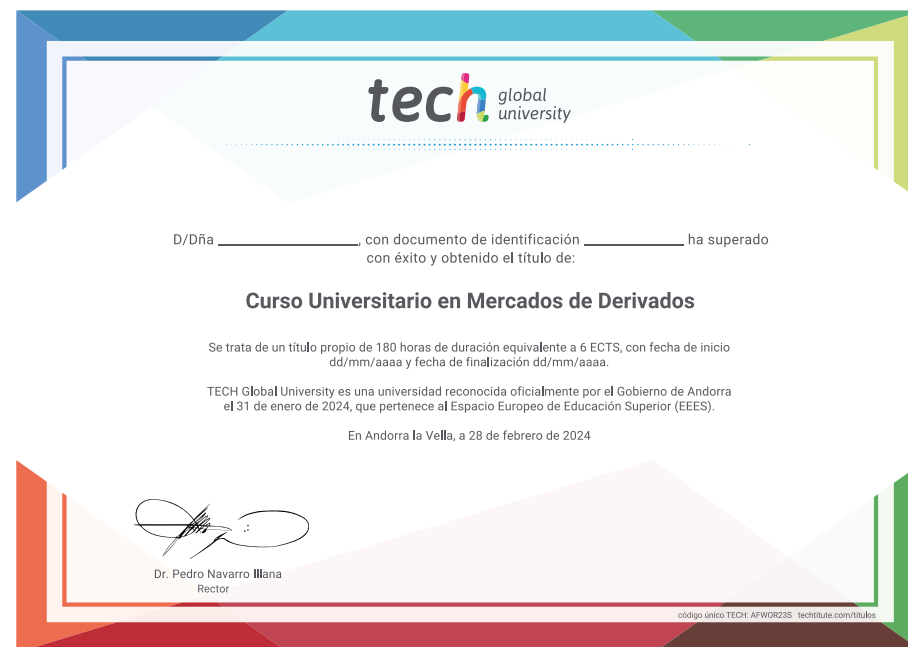 tech global university
D/Dña ____________________, con documento de identificación ______________ ha superado
con éxito y obtenido el título de:
Curso Universitario en Mercados de Derivados
Se trata de un título propio de 180 horas de duración equivalente a 6 ECTS, con fecha de inicio
dd/mm/aaaa y fecha de finalización dd/mm/aaaa.
TECH Global University es una universidad reconocida oficialmente por el Gobierno de Andorra
el 31 de enero de 2024, que pertenece al Espacio Europeo de Educación Superior (EEES).
En Andorra la Vella, a 28 de febrero de 2024
Dr. Pedro Navarro Illana
Rector
código único TECH: AFWOR23S techtitute.com/titulos